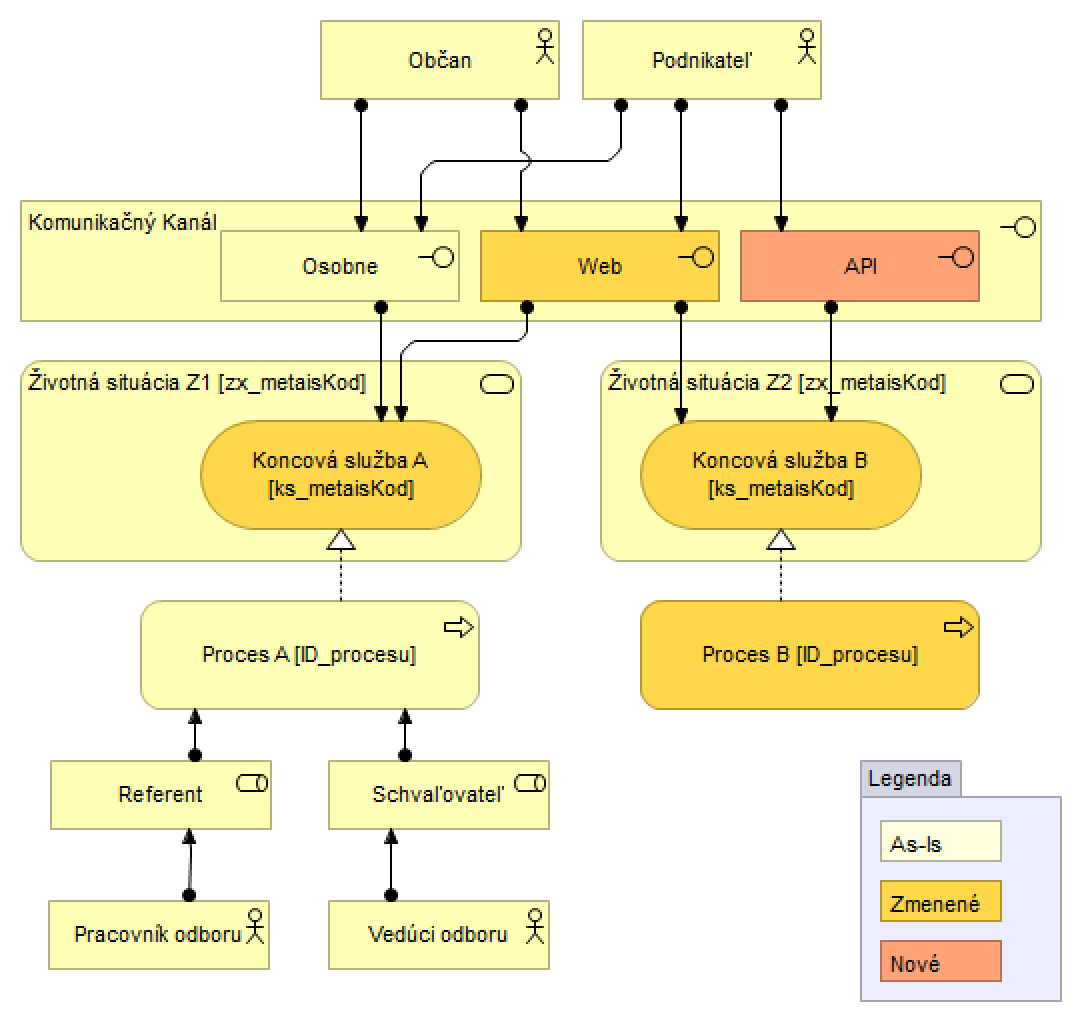 Občan
Podnikateľ
Komunikačný Kanál
Osobne
Web
API
Životná situácia Z1 [zx_metaisKod]
Životná situácia Z2 [zx_metaisKod]
Koncová služba A
[ks_metaisKod]
Koncová služba B
[ks_metaisKod]
Proces A [ID_procesu]
Proces B [ID_procesu]
Referent
Schvaľovateľ
Pracovník odboru
Vedúci odboru
Legenda
As-Is
Zmenené
Nové